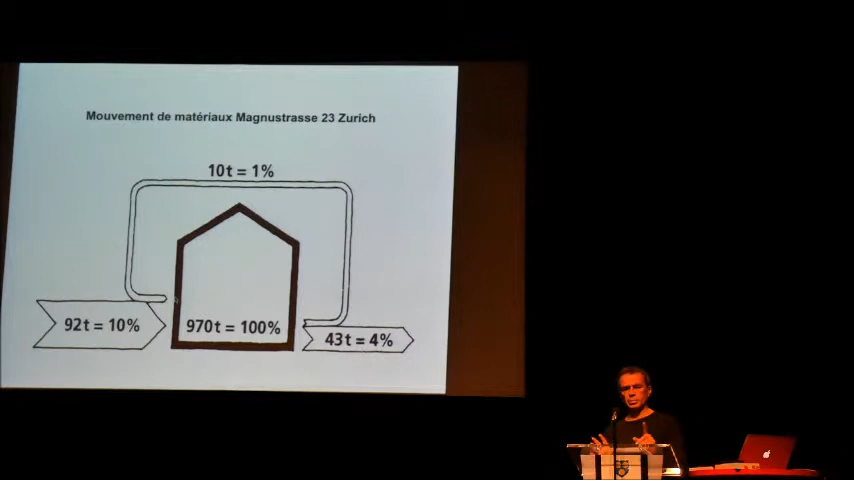 Mouvement de matériaux Magnustrasse 23 Zurich
10t = 1%
92t = 10%
970t = 100%
43t = 4%